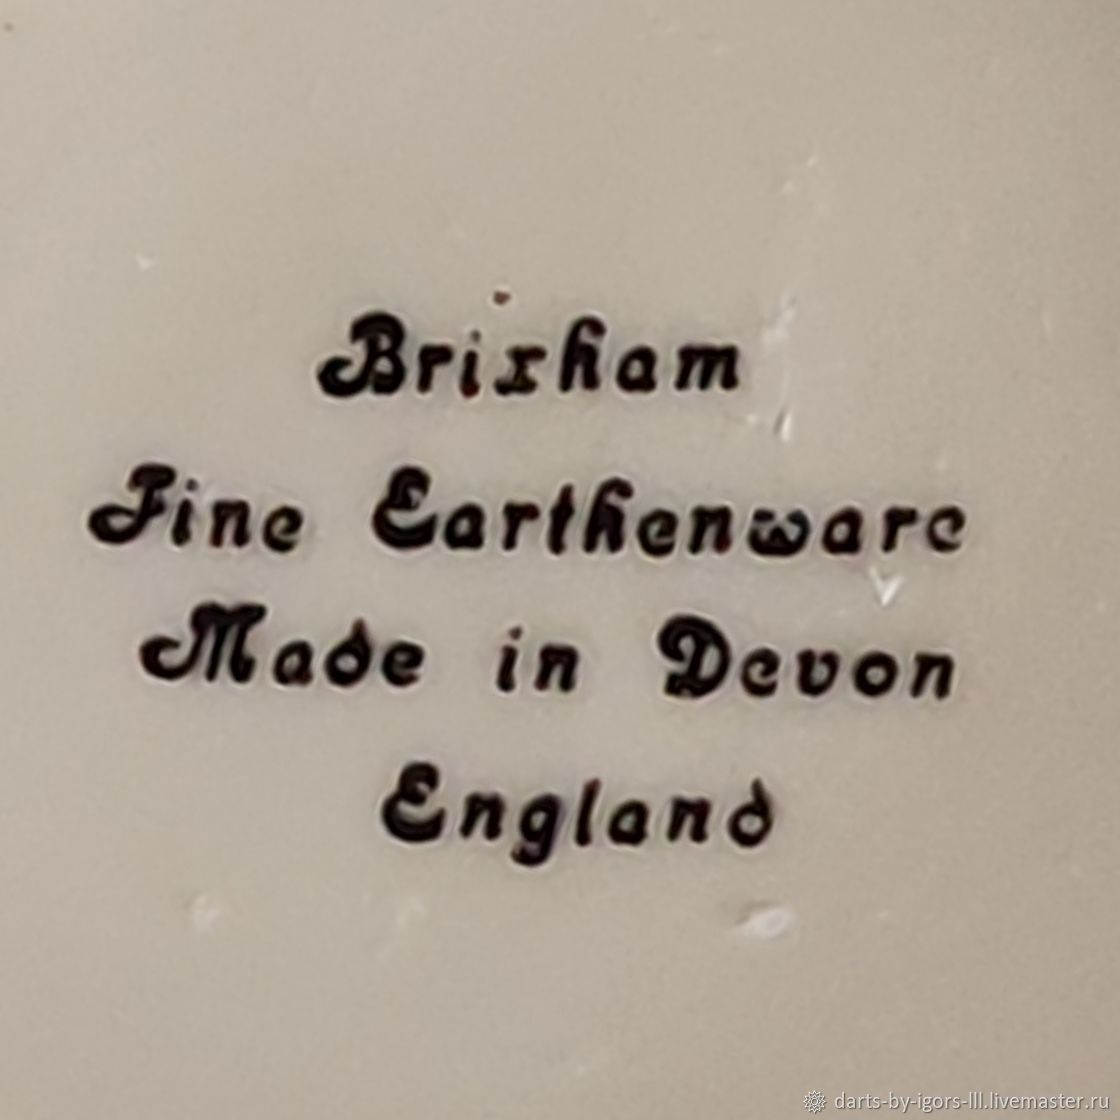 Brixham
Fine Earthenware
Made in Devon
England
darts-by-igors-lll.livemaster.ru